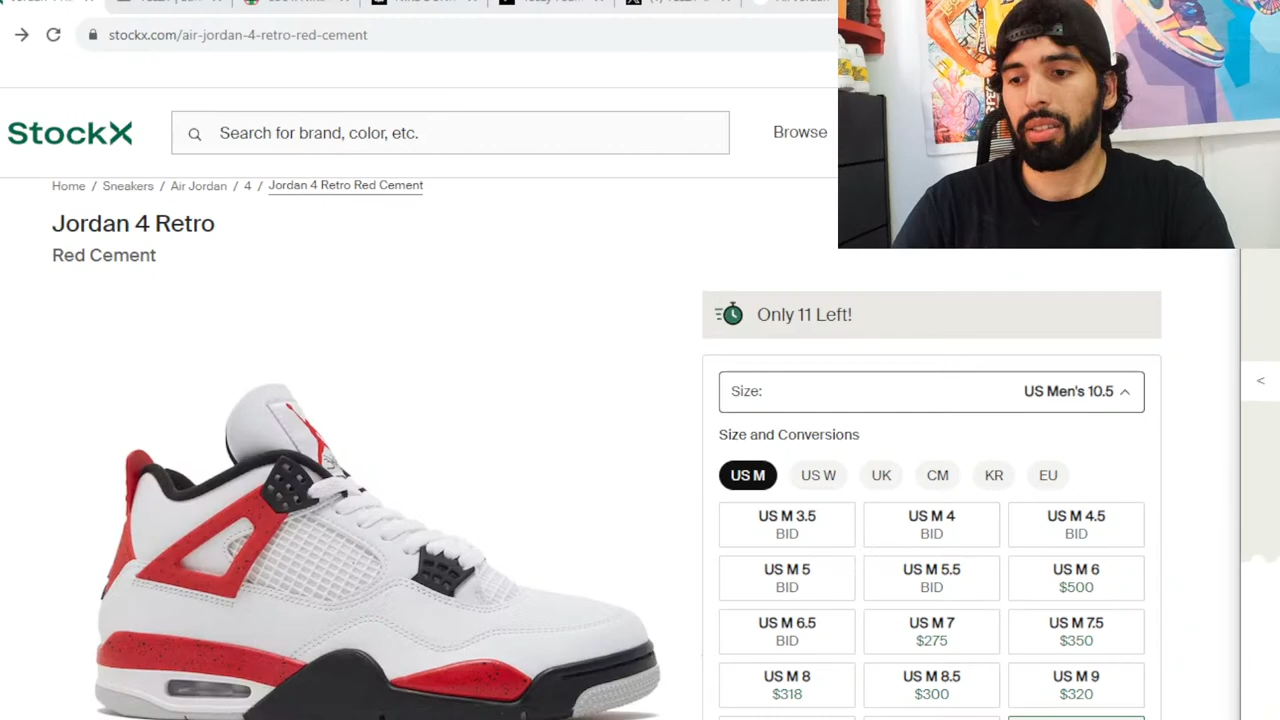 stockx.com/air-jordan-4-retro-red-cement
StockX
Search for brand, color, etc.
Browse
Home / Sneakers / Air Jordan / 4 / Jordan 4 Retro Red Cement
Jordan 4 Retro
Red Cement
Only 11 Left!
Size:
US Men's 10.5
Size and Conversions
US M
US W
UK
CM
KR
EU
US M 3.5
BID
US M 4
BID
US M 4.5
BID
US M 5
BID
US M 5.5
BID
US M 6
$500
US M 6.5
BID
US M 7
$275
US M 7.5
$350
US M 8
$318
US M 8.5
$300
US M 9
$320